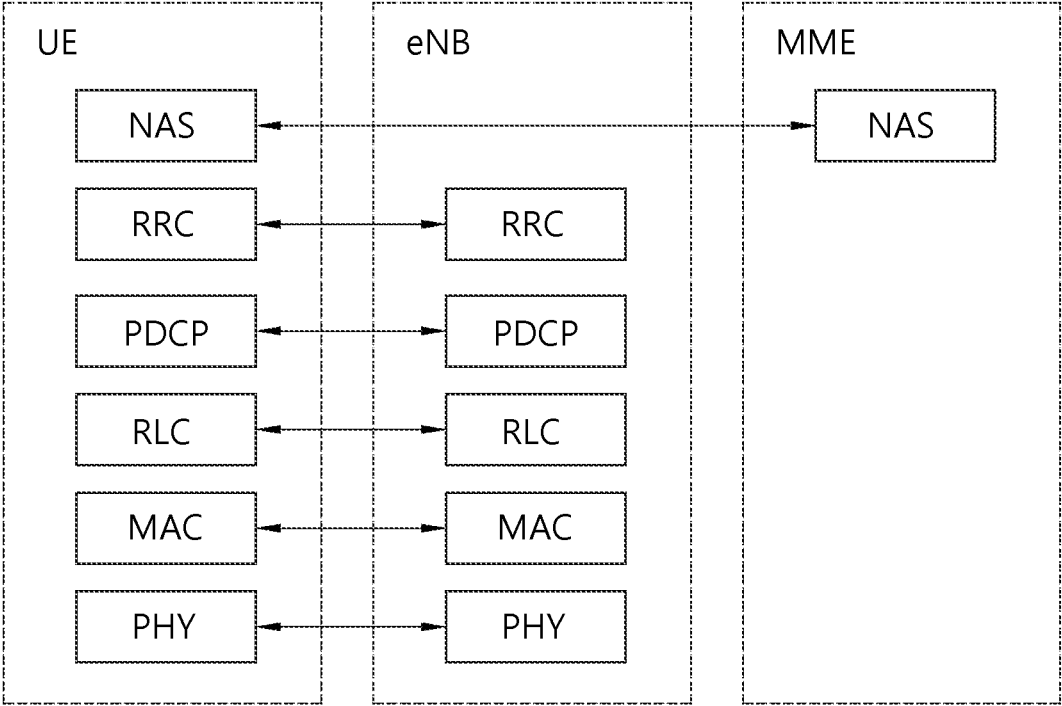 UE eNB MME
NAS NAS
RRC RRC
PDCP PDCP
RLC RLC
MAC MAC
PHY PHY